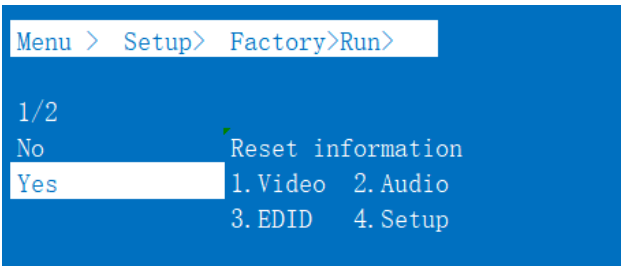 Menu > Setup> Factory>Run>
1/2
No Reset information
Yes 1. Video 2. Audio
3. EDID 4. Setup